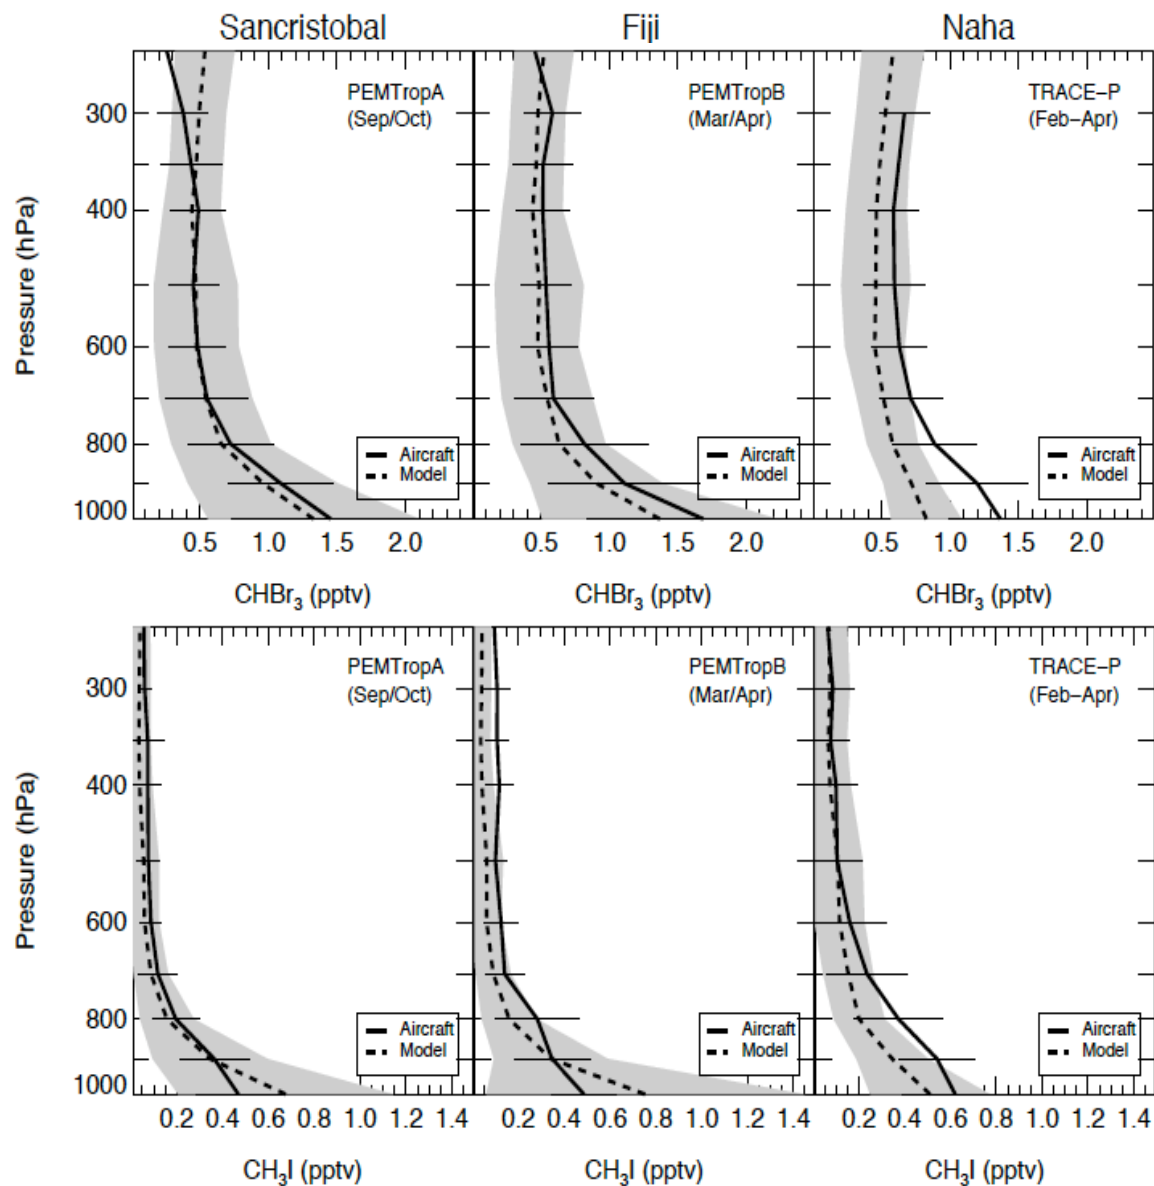 Sancristobal Fiji Naha
PEMTropA PEMTropB TRACE-P
(Sep/Oct) (Mar/Apr) (Feb-Apr)
Pressure (hPa)
300
400
600
800
1000
Aircraft Aircraft Aircraft
Model Model Model
0.5 1.0 1.5 2.0 0.5 1.0 1.5 2.0 0.5 1.0 1.5 2.0
CHBr₃ (pptv) CHBr₃ (pptv) CHBr₃ (pptv)
PEMTropA PEMTropB TRACE-P
(Sep/Oct) (Mar/Apr) (Feb-Apr)
Pressure (hPa)
300
400
600
800
1000
Aircraft Aircraft Aircraft
Model Model Model
0.2 0.4 0.6 0.8 1.0 1.2 1.4 0.2 0.4 0.6 0.8 1.0 1.2 1.4 0.2 0.4 0.6 0.8 1.0 1.2 1.4
CH₃I (pptv) CH₃I (pptv) CH₃I (pptv)